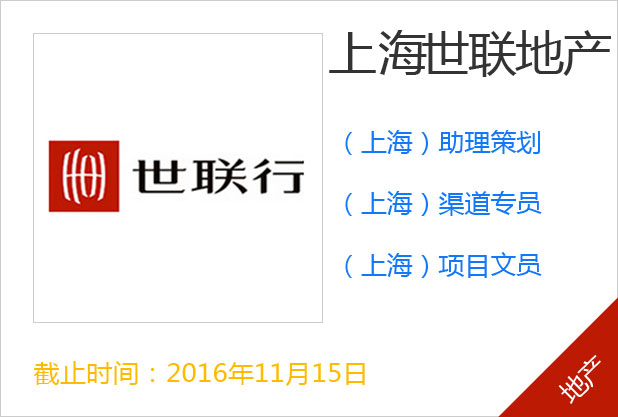 上海世联地产
世联行
（上海）助理策划
（上海）渠道专员
（上海）项目文员
截止时间：2016年11月15日
地产